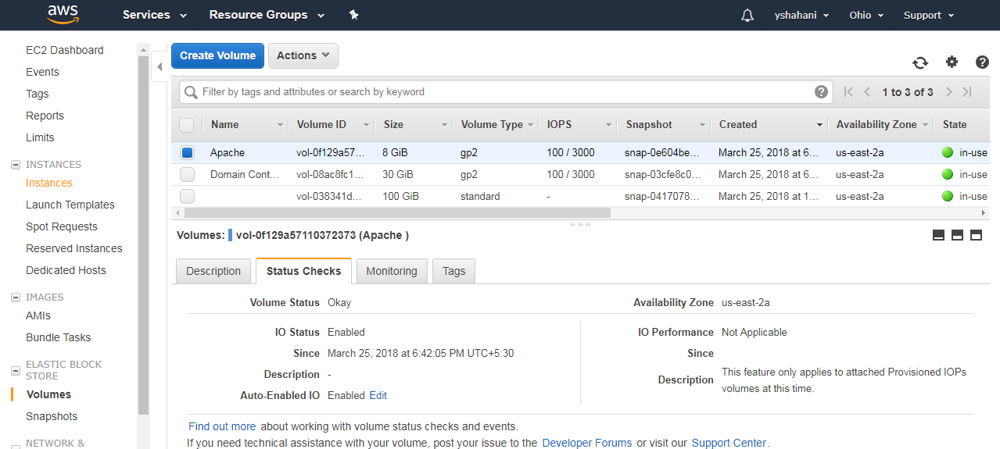 aws Services Resource Groups yshahani Ohio Support
EC2 Dashboard
Events
Tags
Reports
Limits
INSTANCES
Instances
Launch Templates
Spot Requests
Reserved Instances
Dedicated Hosts
IMAGES
AMIs
Bundle Tasks
ELASTIC BLOCK
STORE
Volumes
Snapshots
NETWORK &
Create Volume Actions
Filter by tags and attributes or search by keyword 1 to 3 of 3
Name Volume ID Size Volume Type IOPS Snapshot Created Availability Zone State
Apache vol-0f129a57... 8 GiB gp2 100 / 3000 snap-0e604be... March 25, 2018 at 6... us-east-2a in-use
Domain Cont... vol-08ac8fc1... 30 GiB gp2 100 / 3000 snap-03cfe8c0... March 25, 2018 at 6... us-east-2a in-use
vol-038341d... 100 GiB standard - snap-0417078... March 25, 2018 at 1... us-east-2a in-use
Volumes: vol-0f129a57110372373 (Apache )
Description Status Checks Monitoring Tags
Volume Status Okay Availability Zone us-east-2a
IO Status Enabled IO Performance Not Applicable
Since March 25, 2018 at 6:42:05 PM UTC+5:30 Since
Description - Description This feature only applies to attached Provisioned IOPs
volumes at this time.
Auto-Enabled IO Enabled Edit
Find out more about working with volume status checks and events.
If you need technical assistance with your volume, post your issue to the Developer Forums or visit our Support Center.